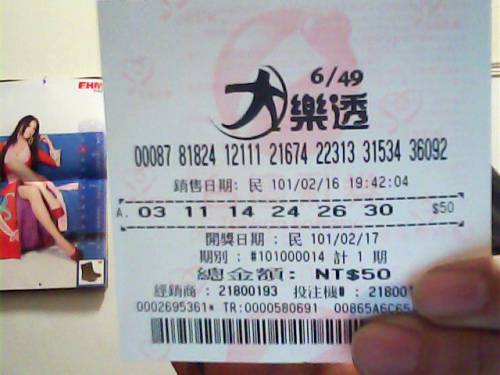 EHM
6/49
大樂透
00087 81824 12111 21674 22313 31534 36092
銷售日期: 民 101/02/16 19:42:04
A. 03 11 14 24 26 30 $50
開獎日期 : 民 101/02/17
期別 : #101000014 計 1 期
總金額: NT$50
經銷商 : 21800193 投注機# : 21800
0002695361* TR:0000580691 00865A6C65